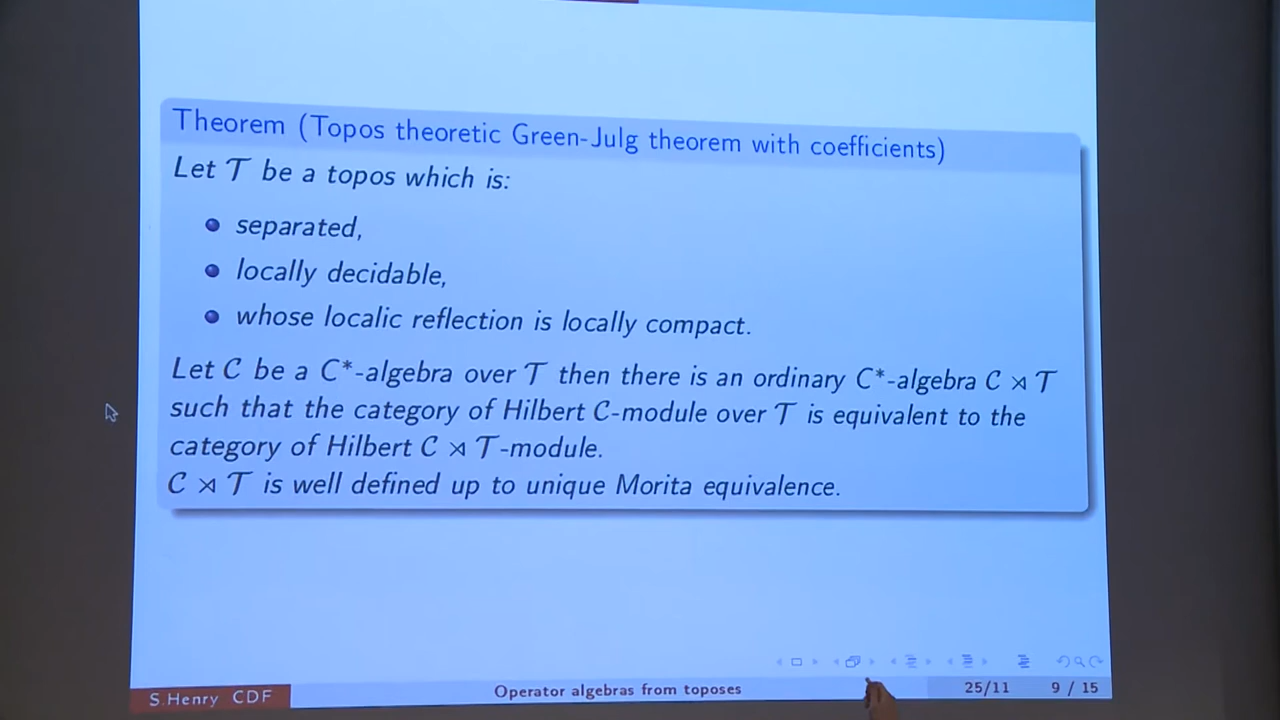 Theorem (Topos theoretic Green-Julg theorem with coefficients)
Let 𝒯 be a topos which is:
separated,
locally decidable,
whose localic reflection is locally compact.
Let 𝒞 be a C*-algebra over 𝒯 then there is an ordinary C*-algebra 𝒞 ⋊ 𝒯
such that the category of Hilbert 𝒞-module over 𝒯 is equivalent to the
category of Hilbert 𝒞 ⋊ 𝒯-module.
𝒞 ⋊ 𝒯 is well defined up to unique Morita equivalence.
S.Henry CDF
Operator algebras from toposes
25/11
9 / 15